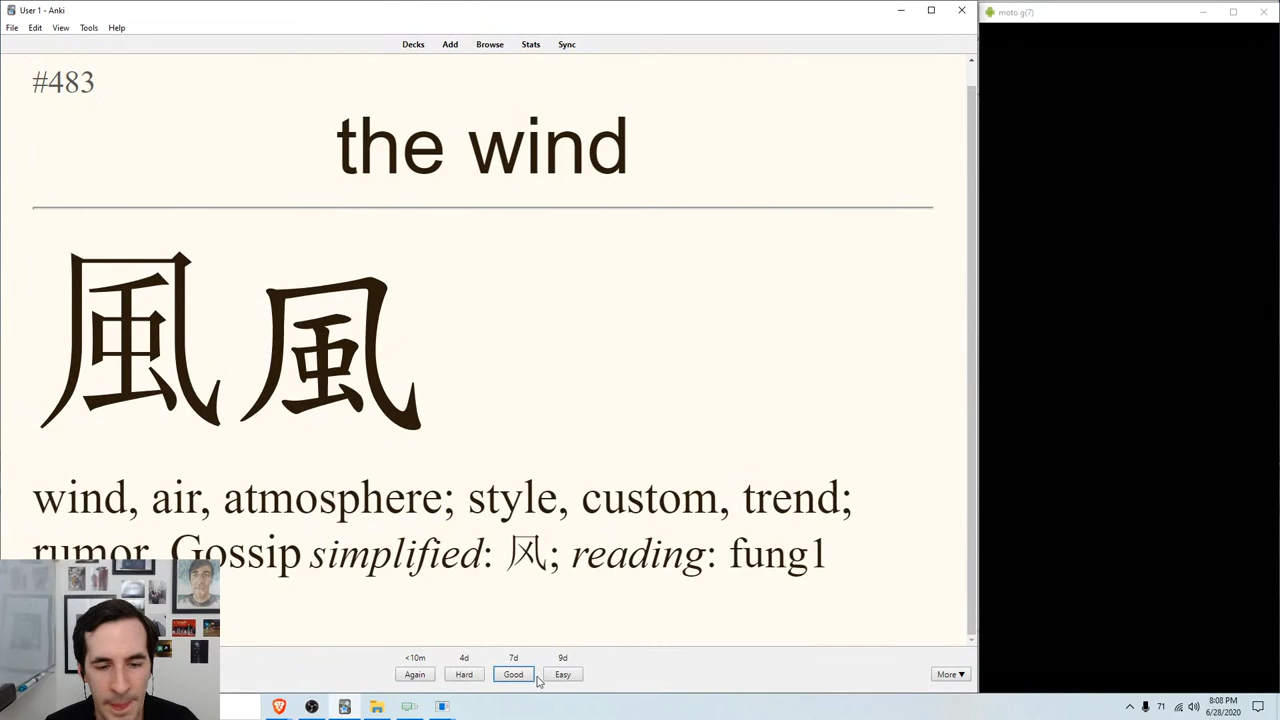 User 1 - Anki
moto g(7)
File Edit View Tools Help
Decks Add Browse Stats Sync
#483
the wind
風風
wind, air, atmosphere; style, custom, trend;
rumor, Gossip simplified: 风; reading: fung1
<10m 4d 7d 9d
Again Hard Good Easy More
71
8:08 PM
6/28/2020